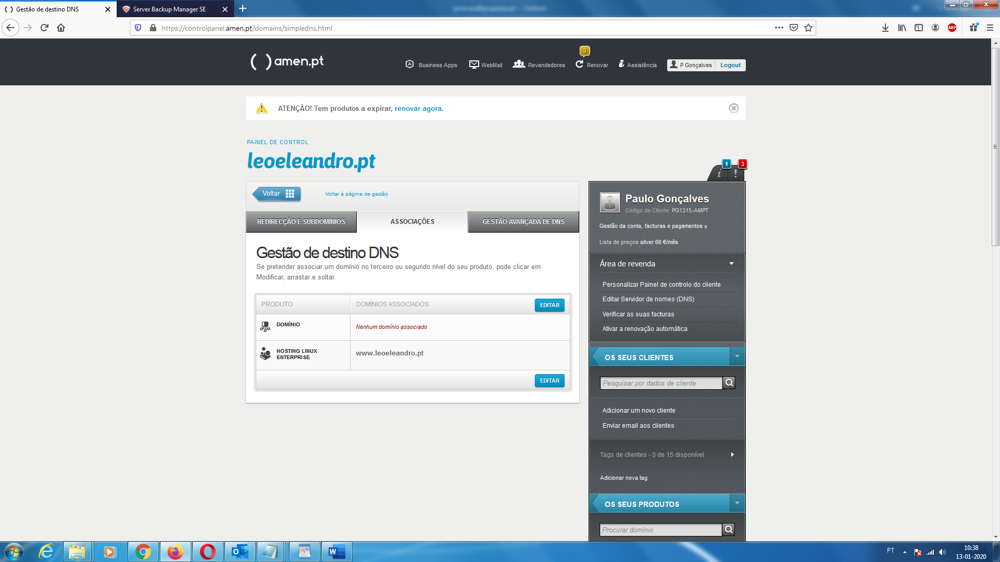 Gestão de destino DNS
Server Backup Manager SE
https://controlpanel.amen.pt/domains/simpledns.html
ABP
( ) amen.pt
Business Apps
WebMail
Revendedores
3
Renovar
Assistência
P Gonçalves
Logout
ATENÇÃO! Tem produtos a expirar, renovar agora.
PAINEL DE CONTROL
leoeleandro.pt
1
3
Voltar
Voltar à página de gestão
REDIRECÇÃO E SUBDOMÍNIOS
ASSOCIAÇÕES
GESTÃO AVANÇADA DE DNS
Gestão de destino DNS
Se pretender associar um domínio no terceiro ou segundo nível do seu produto, pode clicar em
Modificar, arrastar e soltar.
PRODUTO
DOMÍNIOS ASSOCIADOS
EDITAR
DOMÍNIO
Nenhum domínio associado
HOSTING LINUX
ENTERPRISE
www.leoeleandro.pt
EDITAR
Paulo Gonçalves
Código de Cliente: PG1315-AMPT
Gestão da conta, facturas e pagamentos »
Lista de preços silver 66 €/mês
Área de revenda
Personalizar Painel de controlo do cliente
Editar Servidor de nomes (DNS)
Verificar as suas facturas
Ativar a renovação automática
OS SEUS CLIENTES
Pesquisar por dados de cliente
Adicionar um novo cliente
Enviar email aos clientes
Tags de clientes - 0 de 15 disponível
Adicionar nova tag
OS SEUS PRODUTOS
Procurar domínio
PT
10:38
13-01-2020